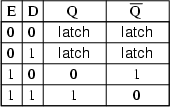 E D Q Q̅
0 0 latch latch
0 1 latch latch
1 0 0 1
1 1 1 0